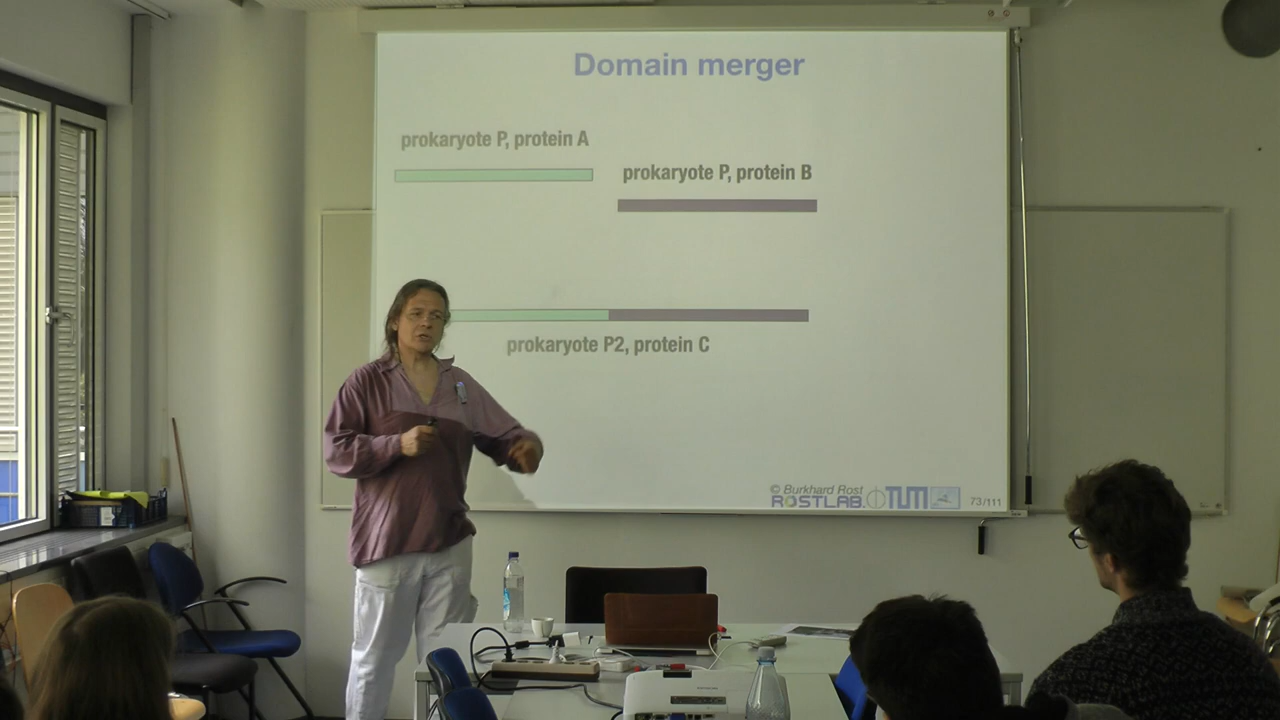 Domain merger
prokaryote P, protein A
prokaryote P, protein B
prokaryote P2, protein C
© Burkhard Rost
ROSTLAB.
TUM
73/111